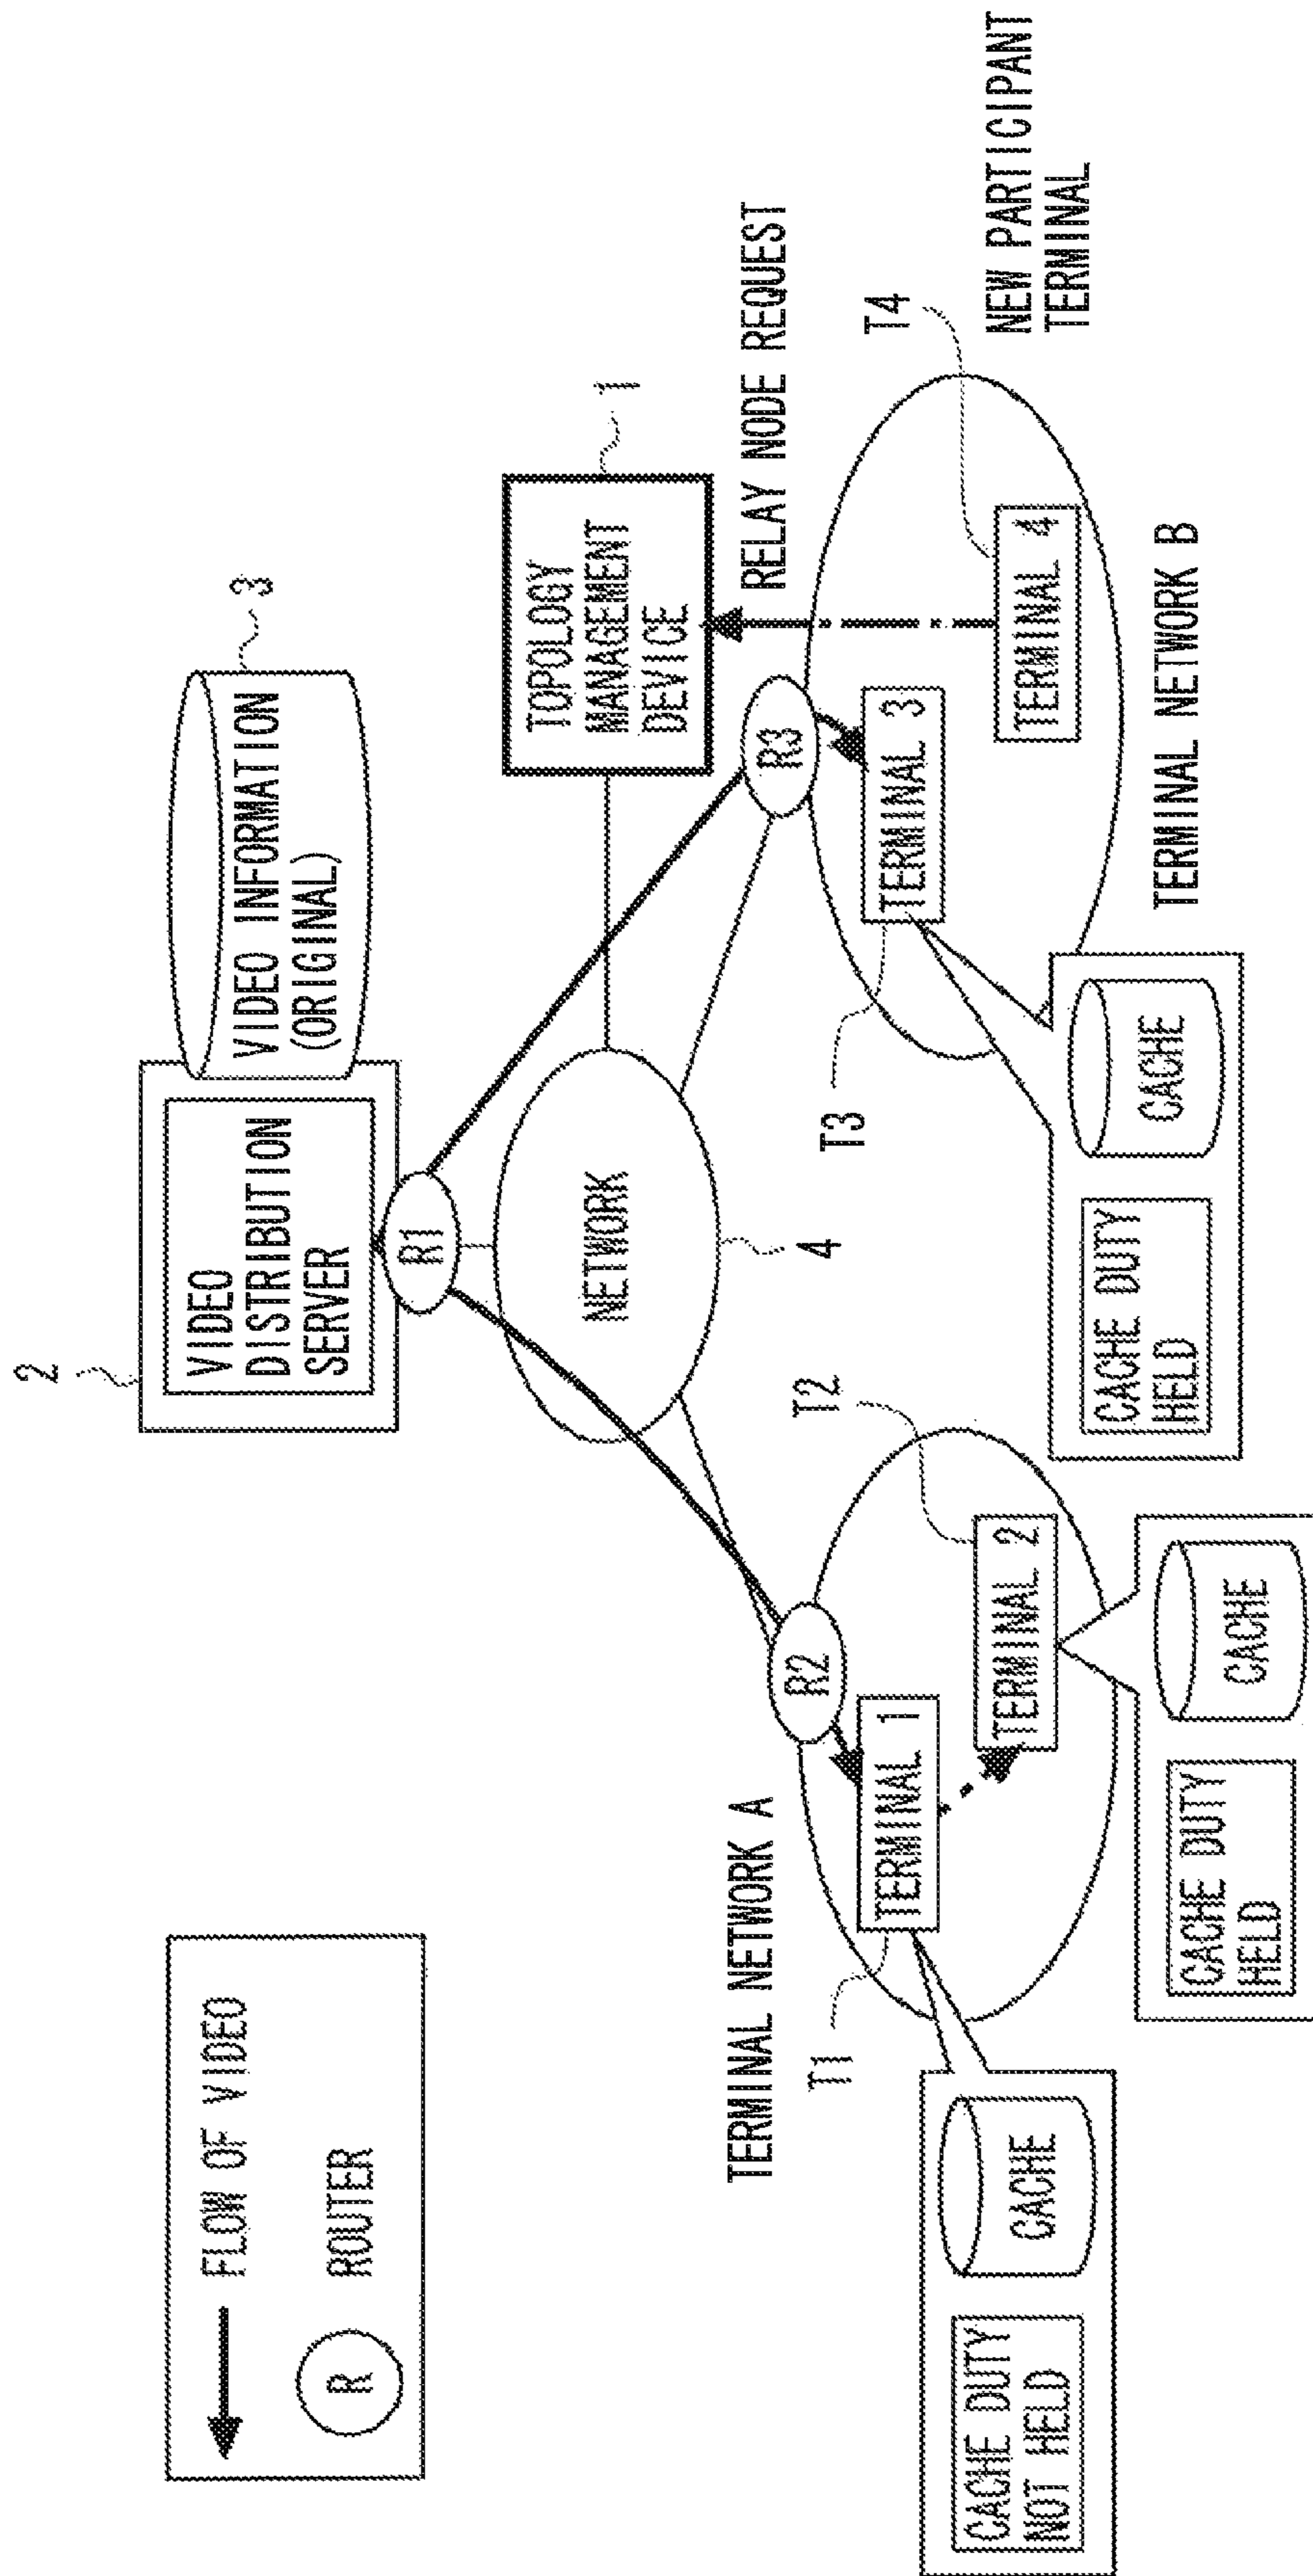 FLOW OF VIDEO
R
ROUTER
2
VIDEO
DISTRIBUTION
SERVER
VIDEO INFORMATION
(ORIGINAL)
3
R1
NETWORK
4
TOPOLOGY
MANAGEMENT
DEVICE
1
RELAY NODE REQUEST
TERMINAL NETWORK A
R2
R3
T1
TERMINAL 1
T2
TERMINAL 2
T3
TERMINAL 3
T4
TERMINAL 4
NEW PARTICIPANT
TERMINAL
TERMINAL NETWORK B
CACHE DUTY
NOT HELD
CACHE
CACHE DUTY
HELD
CACHE
CACHE DUTY
HELD
CACHE